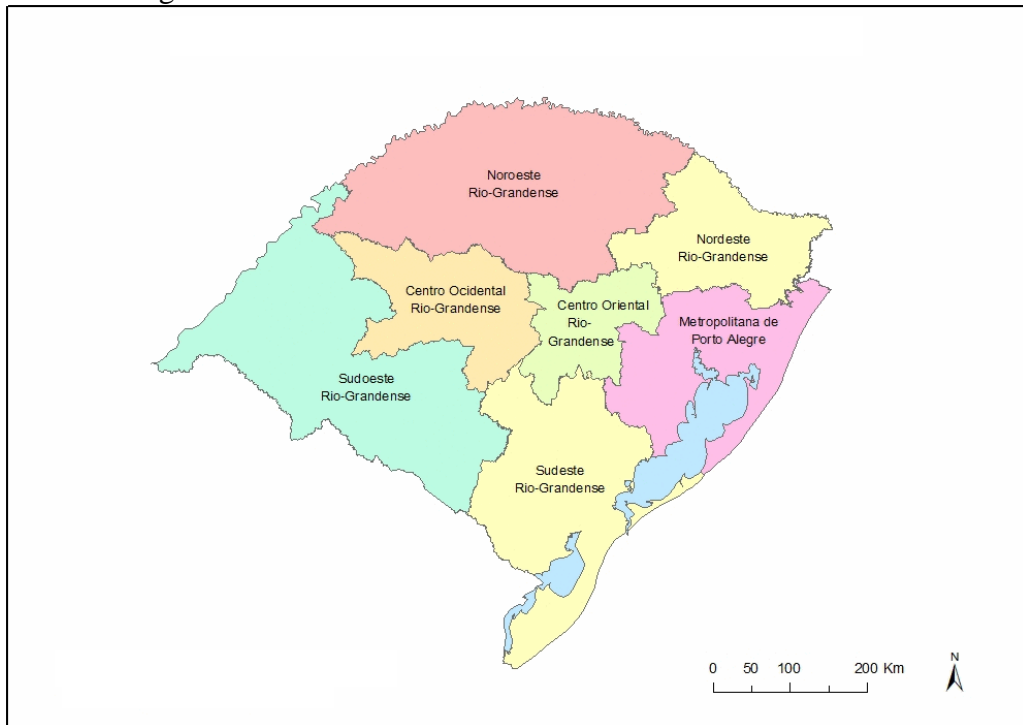 Noroeste
Rio-Grandense
Nordeste
Rio-Grandense
Centro Ocidental
Rio-Grandense
Centro Oriental
Rio-
Grandense
Metropolitana de
Porto Alegre
Sudoeste
Rio-Grandense
Sudeste
Rio-Grandense
0 50 100 200 Km
N